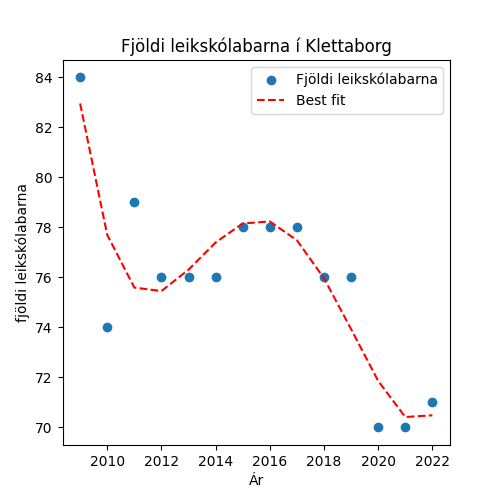 Fjöldi leikskólabarna í Klettaborg
Fjöldi leikskólabarna
Best fit
fjöldi leikskólabarna
84
82
80
78
76
74
72
70
2010 2012 2014 2016 2018 2020 2022
Ár